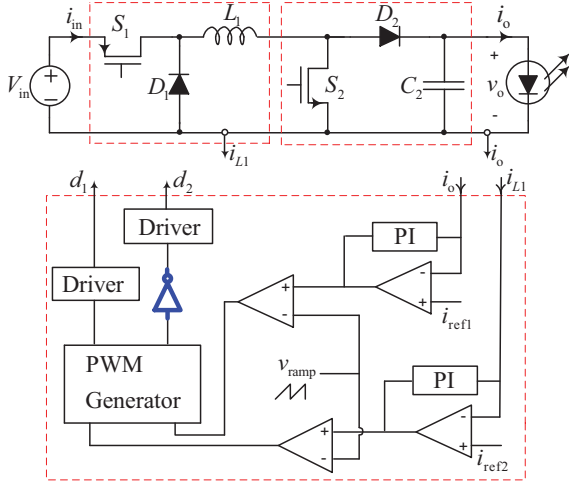 i_in S_1 L_1 D_2 i_o
V_in D_1 S_2 C_2 + v_o -
i_L1 i_o
d_1 d_2 i_o i_L1
Driver
Driver
PI
+ - - +
i_ref1
PWM
Generator
v_ramp
PI
+ - - +
i_ref2